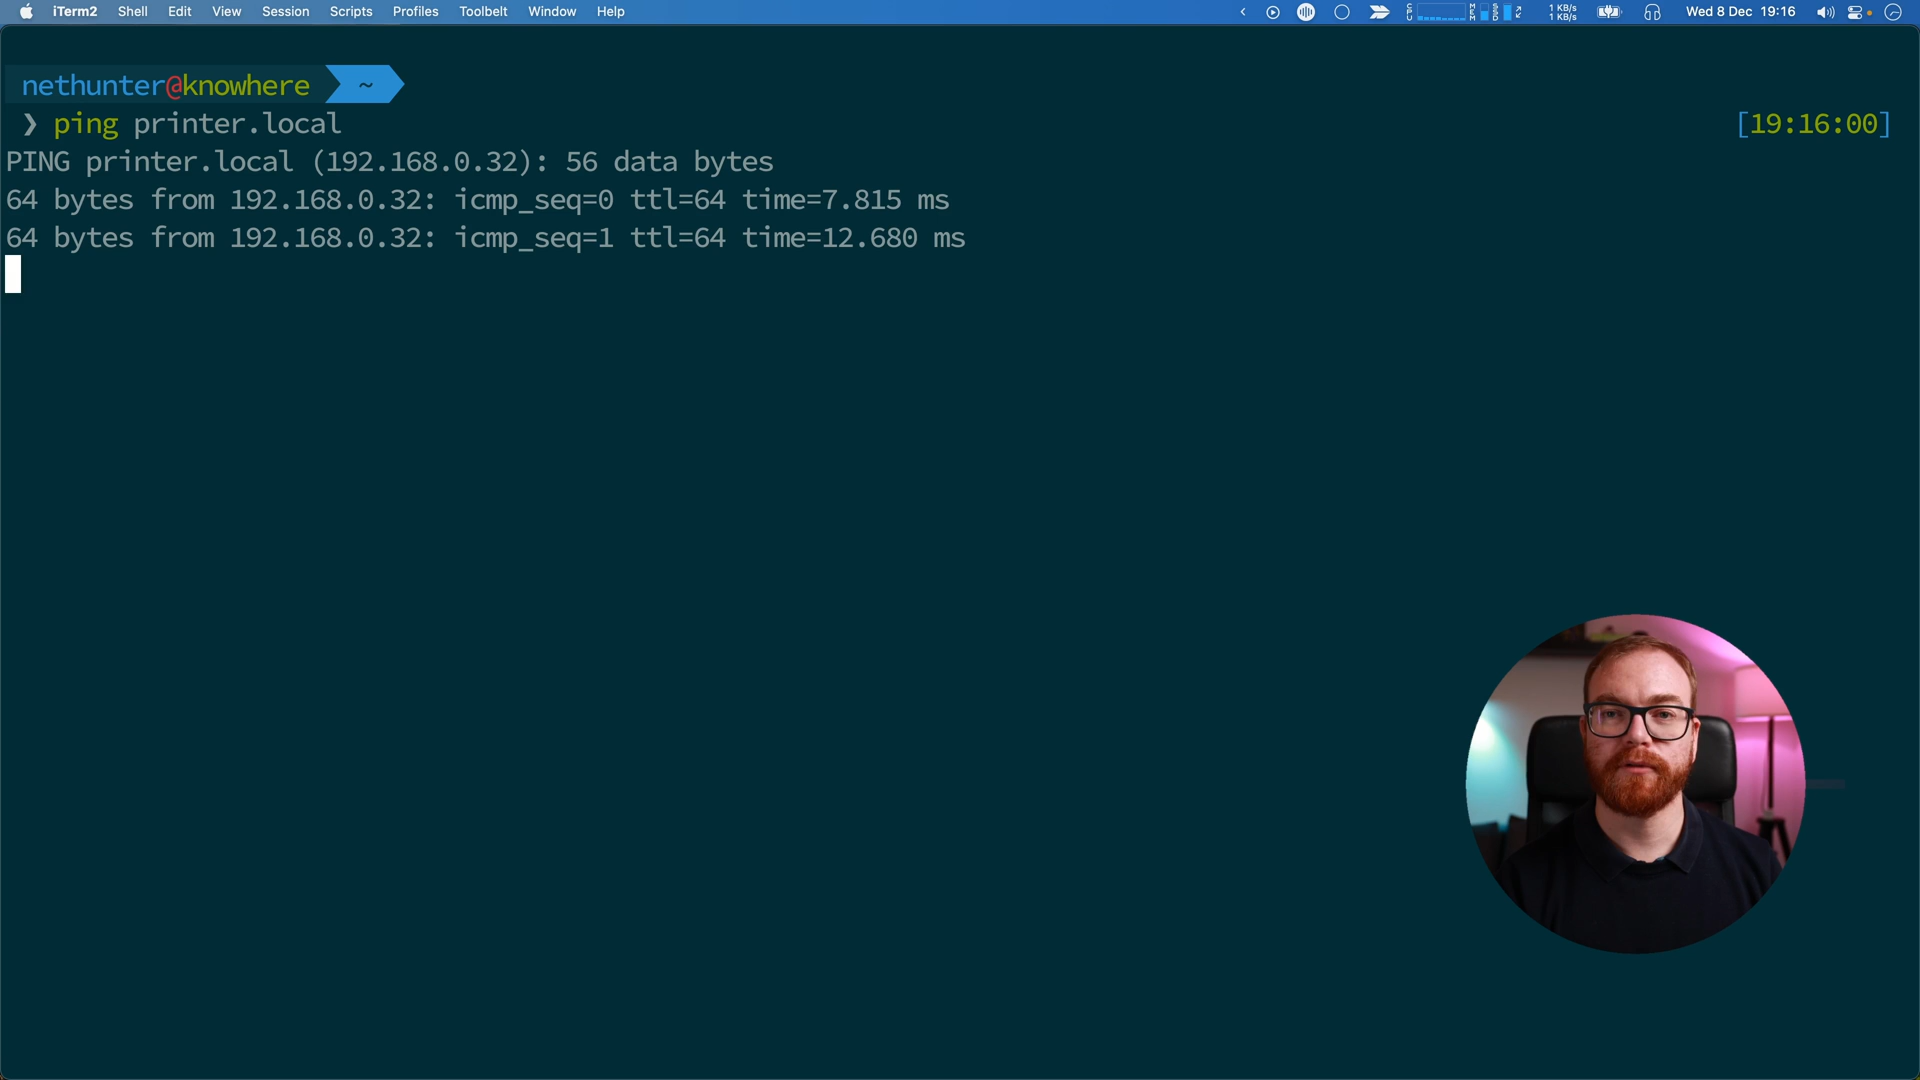 iTerm2 Shell Edit View Session Scripts Profiles Toolbelt Window Help CPU MEM SSD 1 KB/s 1 KB/s Wed 8 Dec 19:16
nethunter@knowhere ~
❯ ping printer.local [19:16:00]
PING printer.local (192.168.0.32): 56 data bytes
64 bytes from 192.168.0.32: icmp_seq=0 ttl=64 time=7.815 ms
64 bytes from 192.168.0.32: icmp_seq=1 ttl=64 time=12.680 ms